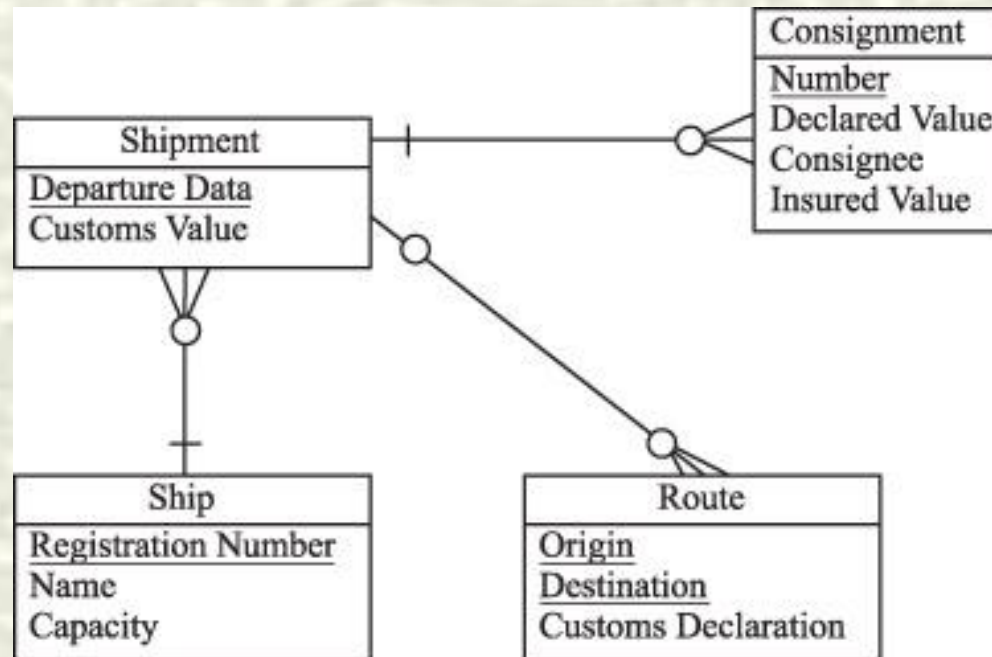 Consignment
Number
Declared Value
Consignee
Insured Value
Shipment
Departure Data
Customs Value
Ship
Registration Number
Name
Capacity
Route
Origin
Destination
Customs Declaration